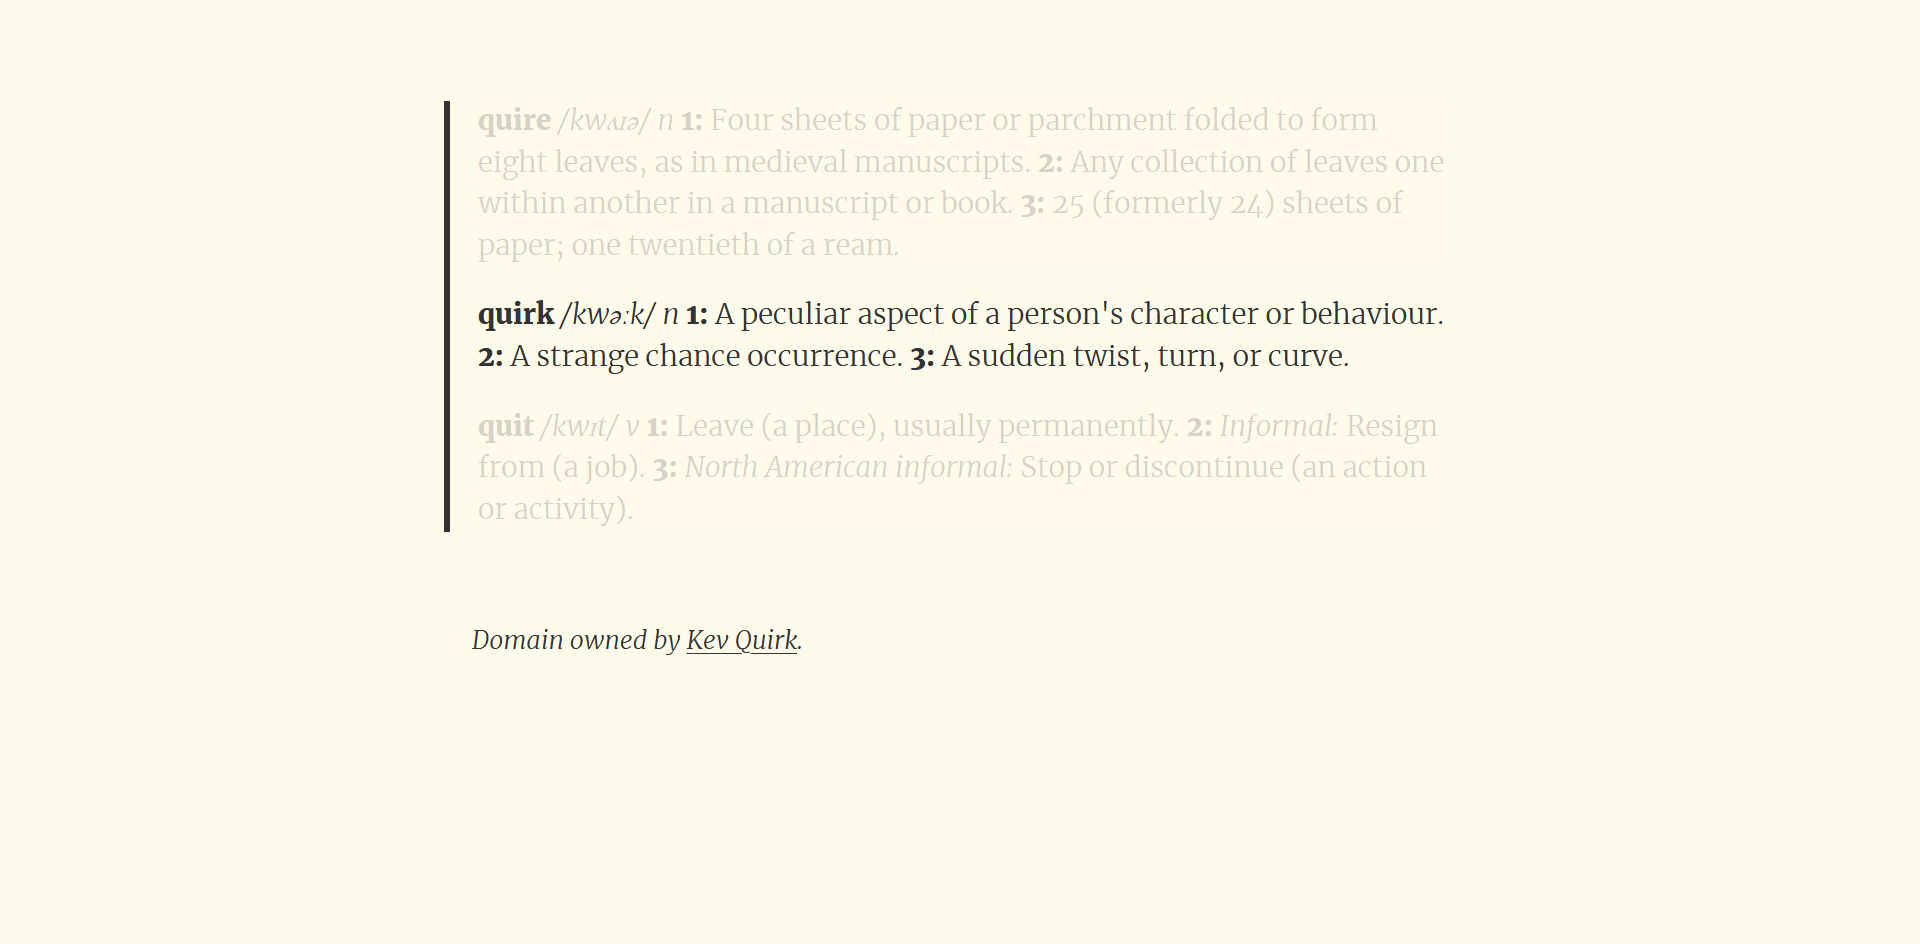 quire /kwʌɪə/ n 1: Four sheets of paper or parchment folded to form
eight leaves, as in medieval manuscripts. 2: Any collection of leaves one
within another in a manuscript or book. 3: 25 (formerly 24) sheets of
paper; one twentieth of a ream.
quirk /kwəːk/ n 1: A peculiar aspect of a person's character or behaviour.
2: A strange chance occurrence. 3: A sudden twist, turn, or curve.
quit /kwɪt/ v 1: Leave (a place), usually permanently. 2: Informal: Resign
from (a job). 3: North American informal: Stop or discontinue (an action
or activity).
Domain owned by Kev Quirk.